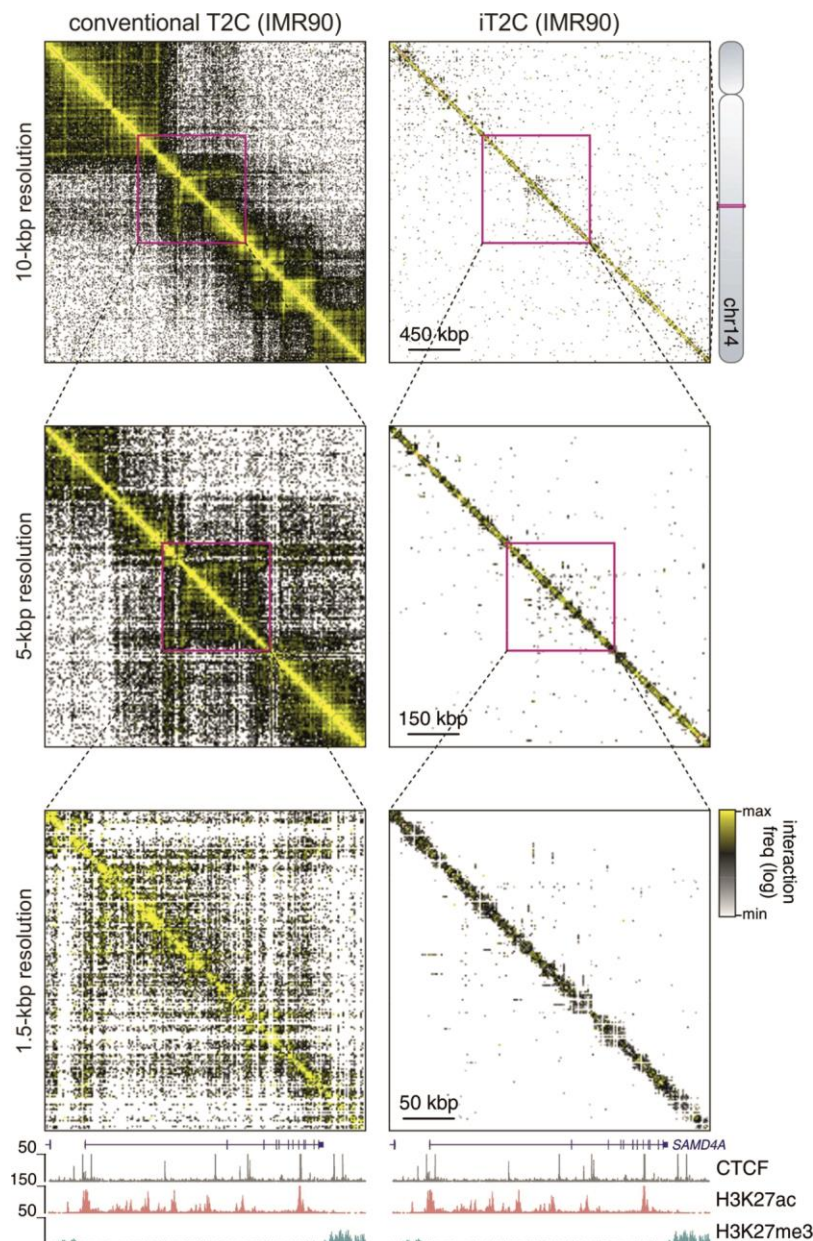 conventional T2C (IMR90)
iT2C (IMR90)
10-kbp resolution
450 kbp
chr14
5-kbp resolution
150 kbp
1.5-kbp resolution
50 kbp
max
interaction
freq (log)
min
SAMD4A
50
CTCF
150
H3K27ac
50
H3K27me3